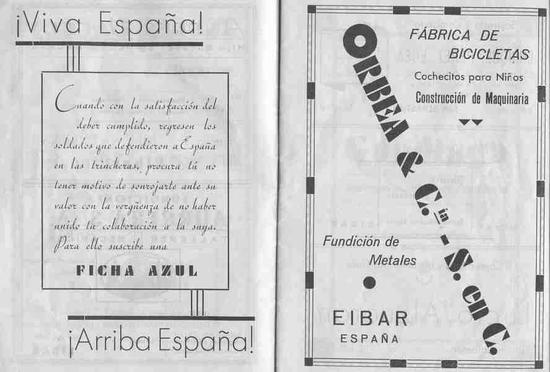 ¡Viva España!
Cuando con la satisfacción del
deber cumplido, regresen los
soldados que defendieron a España
en las trincheras, procura tú no
tener motivo de sonrojarte ante su
valor con la vergüenza de no haber
unido tu colaboración a la suya.
Para ello suscribe una
FICHA AZUL
¡Arriba España!
FÁBRICA DE
BICICLETAS
Cochecitos para Niños
Construcción de Maquinaria
ORBEA & C.ía - S. en C.
Fundición de
Metales
EIBAR
ESPAÑA